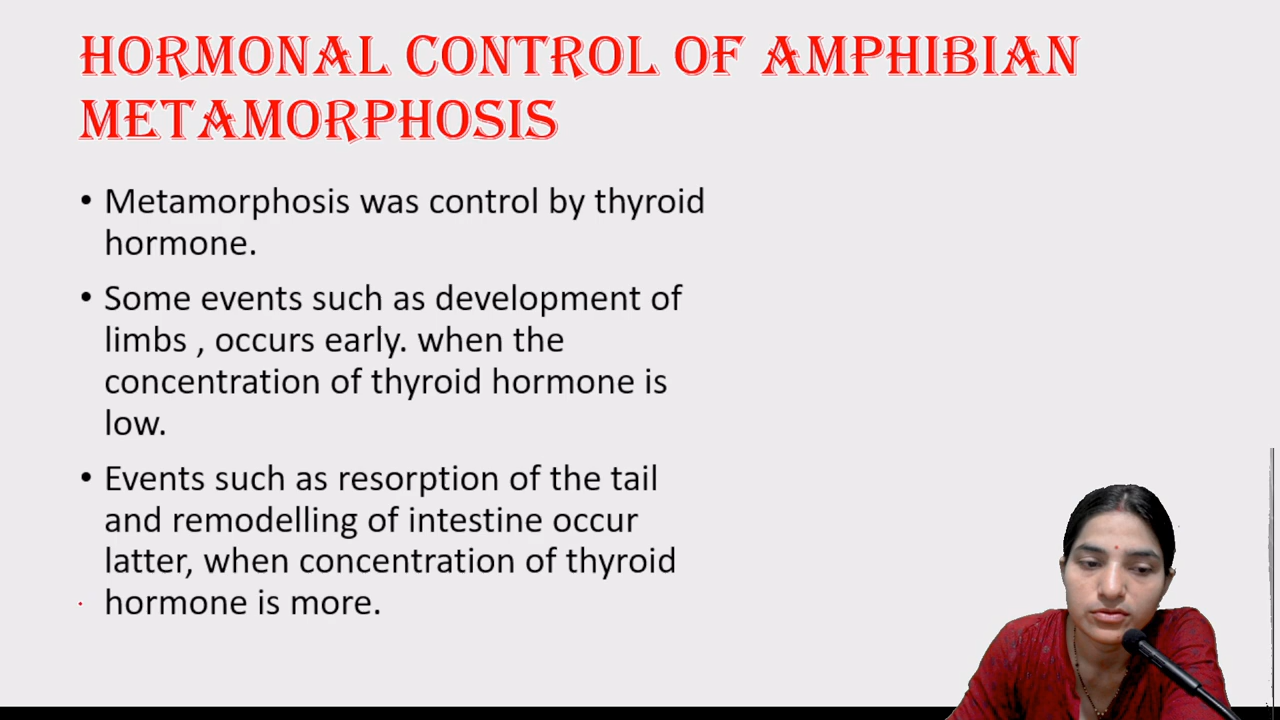 HORMONAL CONTROL OF AMPHIBIAN
METAMORPHOSIS
• Metamorphosis was control by thyroid
hormone.
• Some events such as development of
limbs , occurs early. when the
concentration of thyroid hormone is
low.
• Events such as resorption of the tail
and remodelling of intestine occur
latter, when concentration of thyroid
hormone is more.